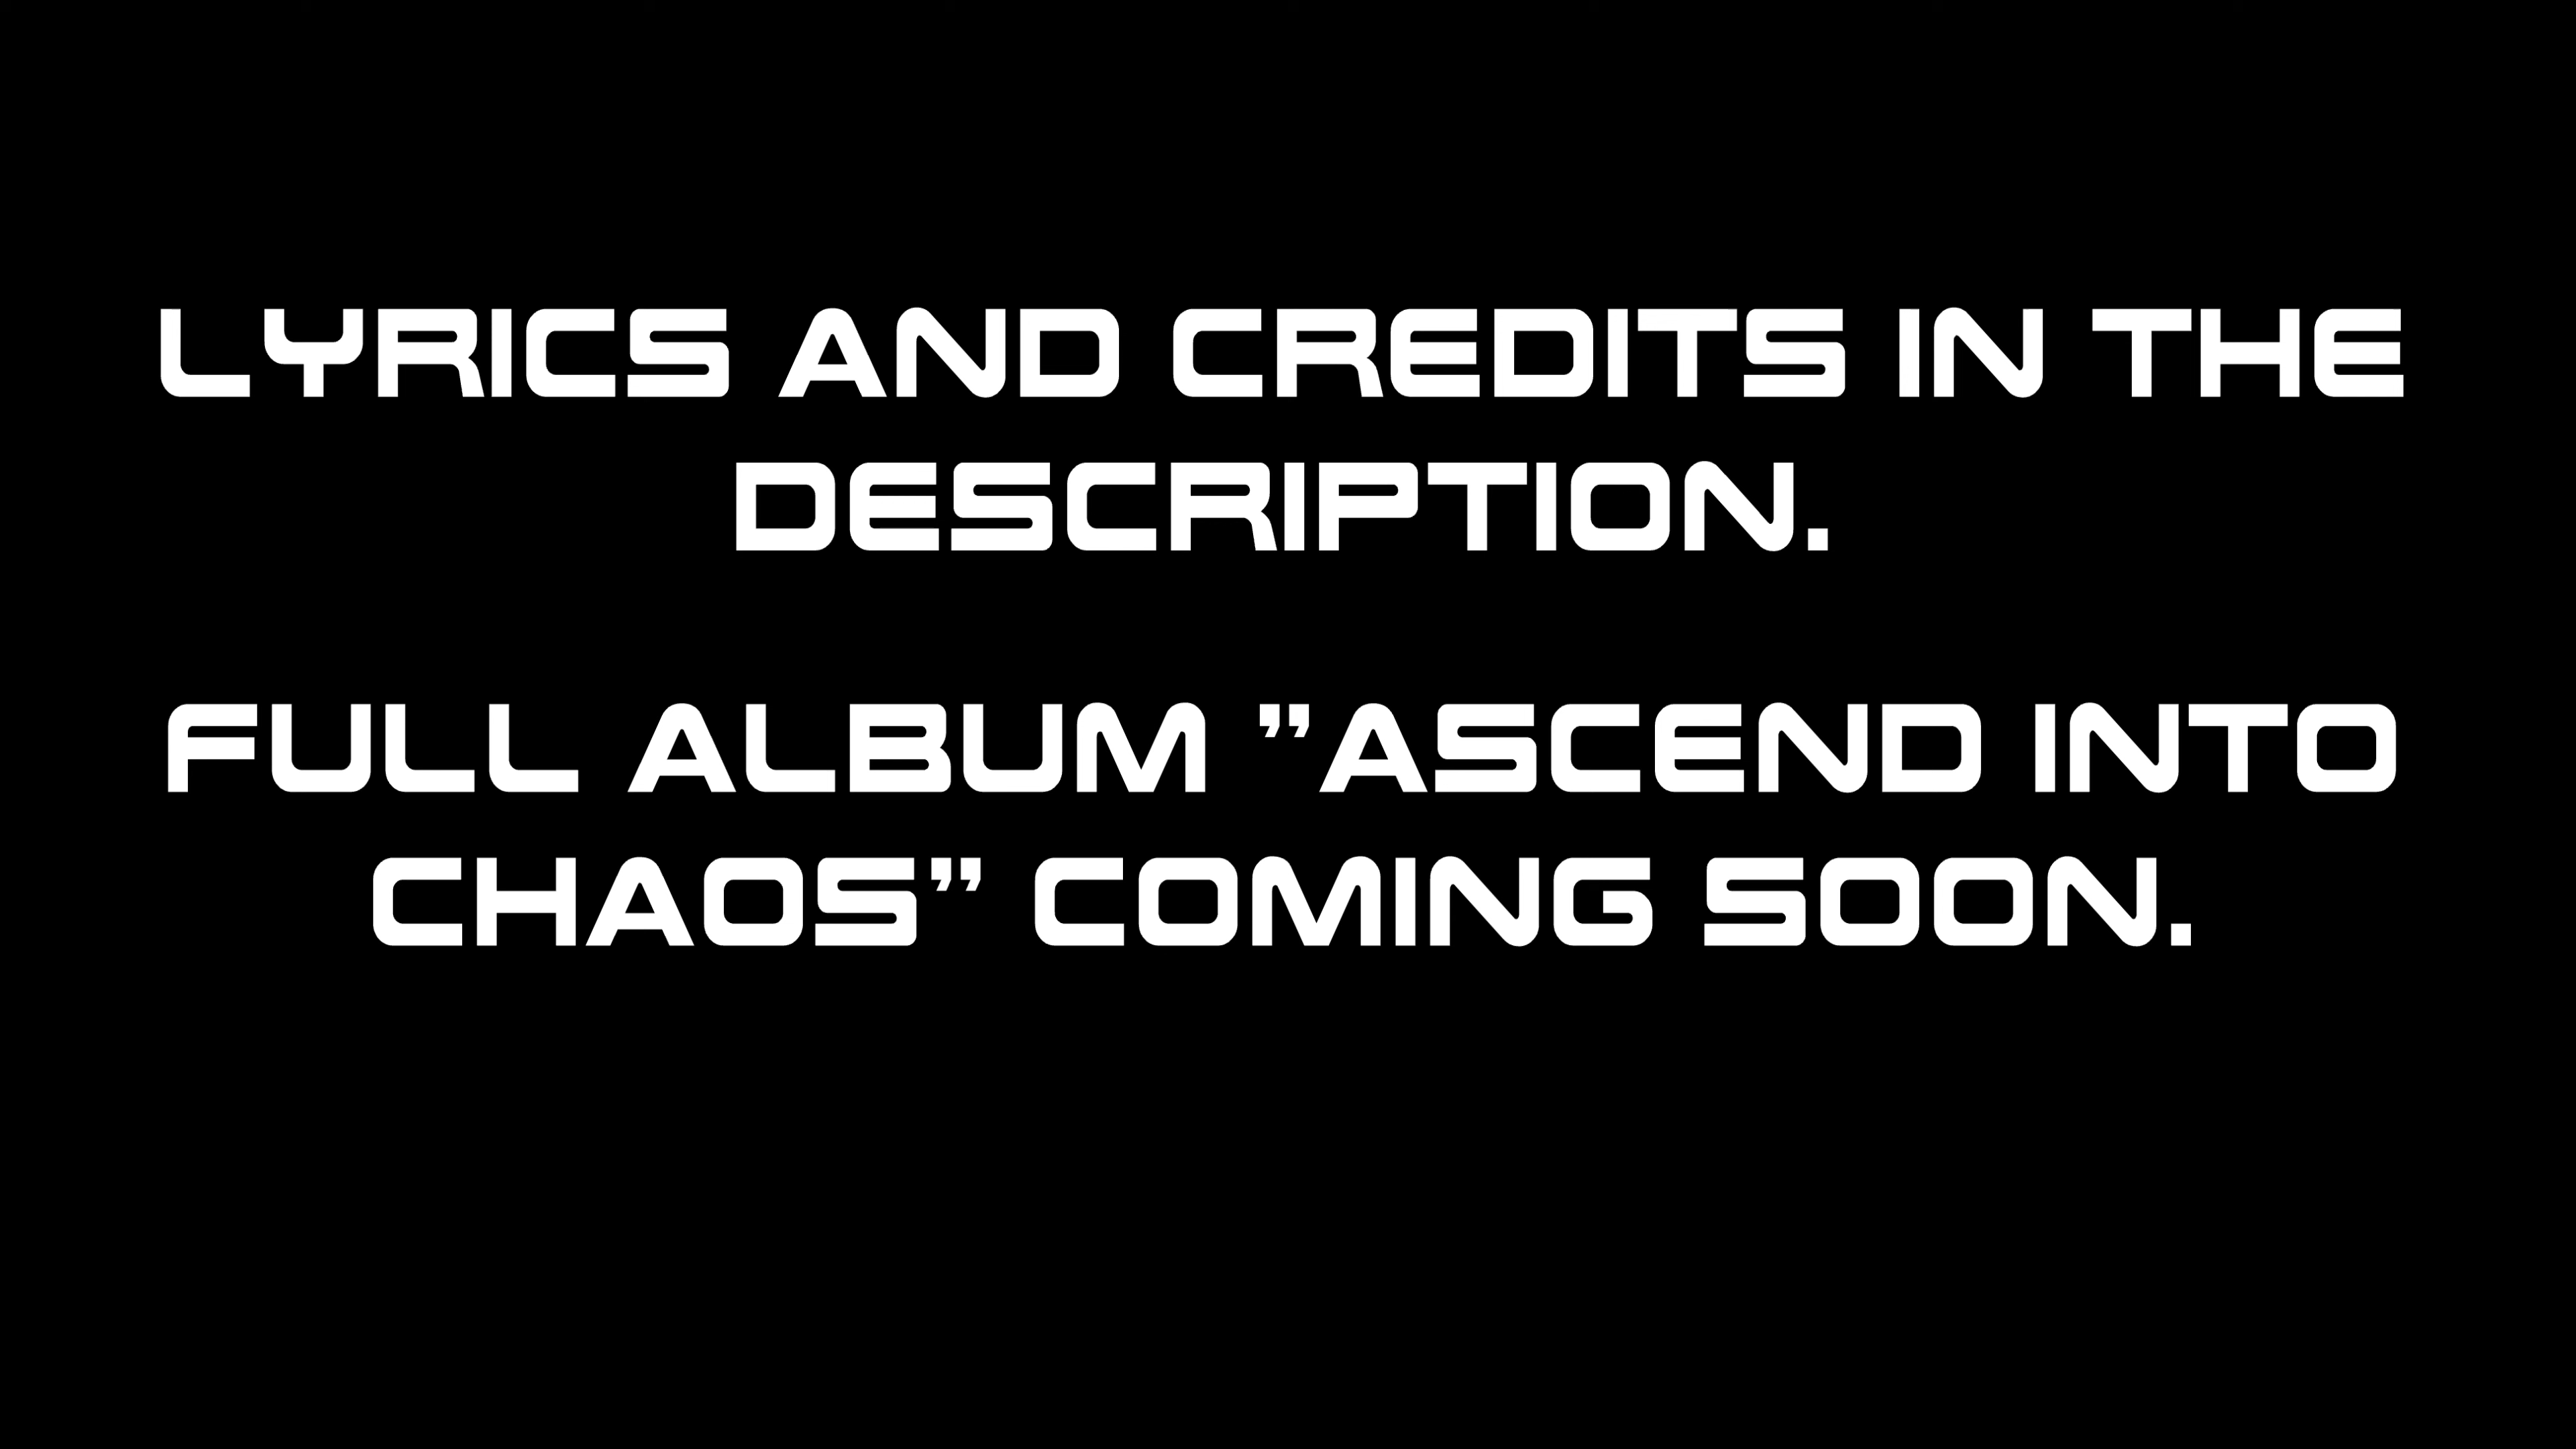 LYRICS AND CREDITS IN THE
DESCRIPTION.
FULL ALBUM ”ASCEND INTO
CHAOS” COMING SOON.